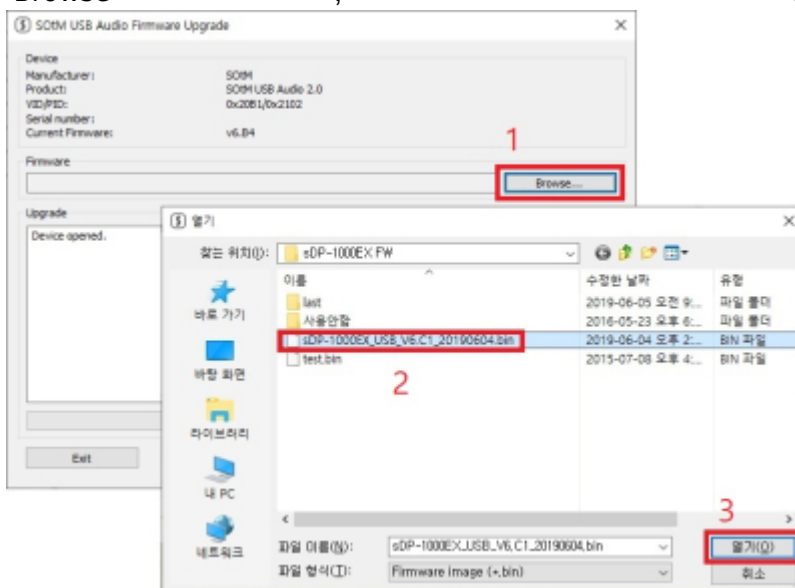 Browse
SOtM USB Audio Firmware Upgrade
Device
Manufacturer: SOtM
Product: SOtM USB Audio 2.0
VID/PID: 0x20B1/0x2102
Serial number:
Current Firmware: v6.B4
1
Firmware
Browse...
Upgrade
Device opened.
열기
찾는 위치(I): sDP-1000EX FW
이름 수정한 날짜 유형
last 2019-06-05 오전 9:... 파일 폴더
사용안함 2016-05-23 오후 6:... 파일 폴더
sDP-1000EX_USB_V6.C1_20190604.bin 2019-06-04 오후 2:... BIN 파일
test.bin 2015-07-08 오후 4:... BIN 파일
2
바로 가기
바탕 화면
라이브러리
내 PC
네트워크
Exit
3
파일 이름(N): sDP-1000EX_USB_V6.C1_20190604.bin 열기(O)
파일 형식(T): Firmware image (*.bin) 취소